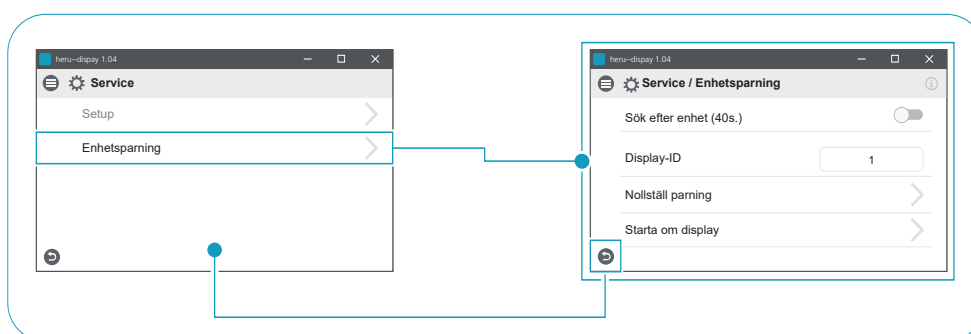 heru--dispay 1.04
Service
Setup
Enhetsparning
heru--dispay 1.04
Service / Enhetsparning
Sök efter enhet (40s.)
Display-ID
1
Nollställ parning
Starta om display